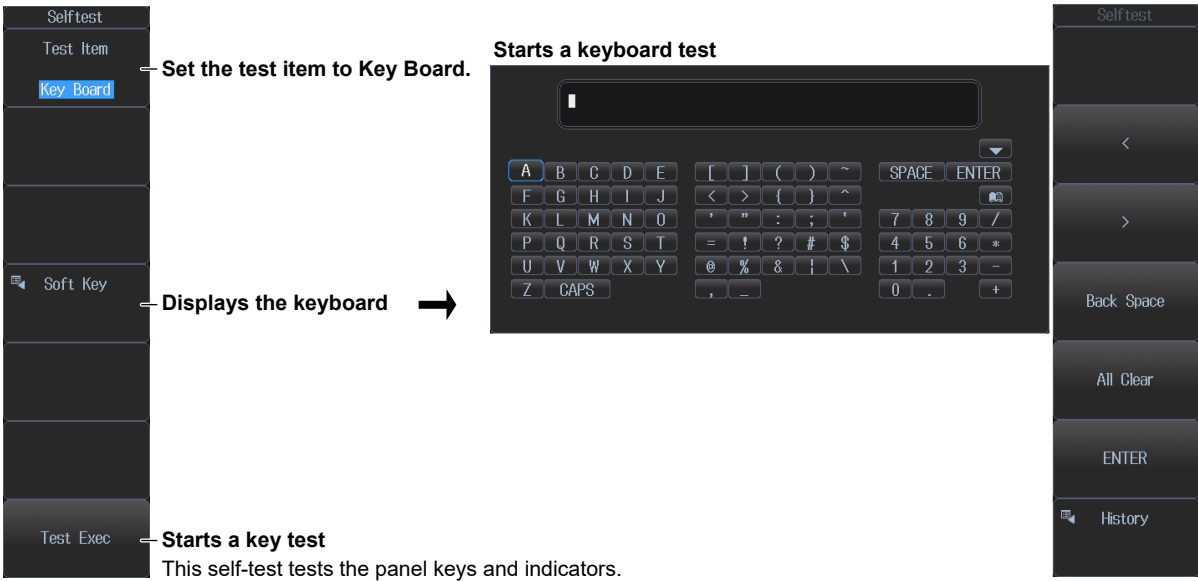 Selftest
Test Item
Key Board
Set the test item to Key Board.
Soft Key
Displays the keyboard
Test Exec
Starts a key test
This self-test tests the panel keys and indicators.
Starts a keyboard test
A B C D E [ ] ( ) ~ SPACE ENTER
F G H I J < > { } ^
K L M N O ' " : ; ‘ 7 8 9 /
P Q R S T = ! ? # $ 4 5 6 *
U V W X Y @ % & ¦ \ 1 2 3 -
Z CAPS , _ 0 . +
Selftest
<
>
Back Space
All Clear
ENTER
History